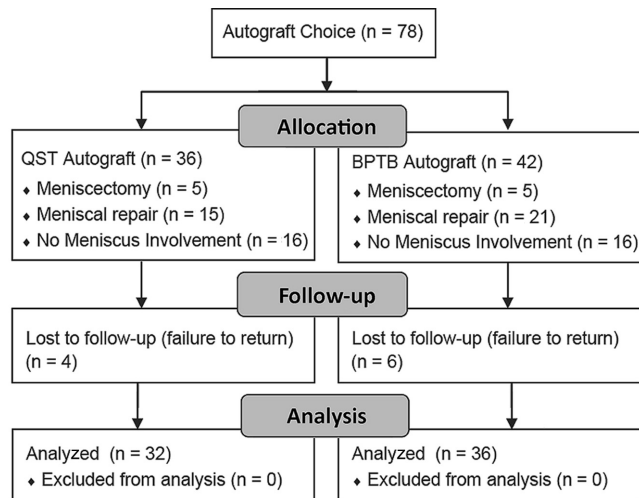 Autograft Choice (n = 78)
Allocation
QST Autograft (n = 36)
♦ Meniscectomy (n = 5)
♦ Meniscal repair (n = 15)
♦ No Meniscus Involvement (n = 16)
BPTB Autograft (n = 42)
♦ Meniscectomy (n = 5)
♦ Meniscal repair (n = 21)
♦ No Meniscus Involvement (n = 16)
Follow-up
Lost to follow-up (failure to return)
(n = 4)
Lost to follow-up (failure to return)
(n = 6)
Analysis
Analyzed (n = 32)
♦ Excluded from analysis (n = 0)
Analyzed (n = 36)
♦ Excluded from analysis (n = 0)